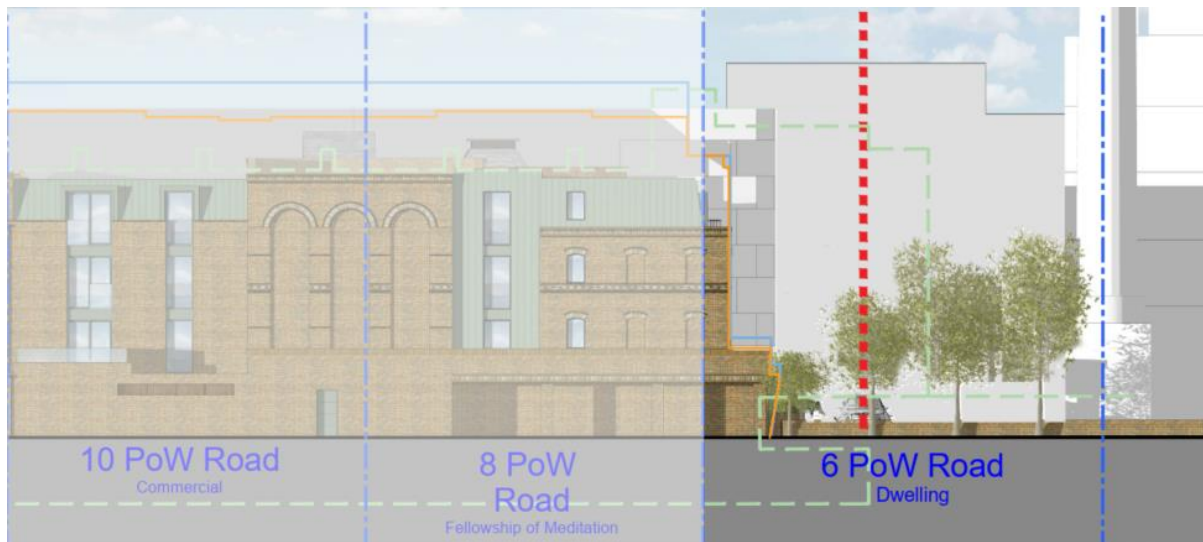 10 PoW Road
Commercial
8 PoW
Road
Fellowship of Meditation
6 PoW Road
Dwelling